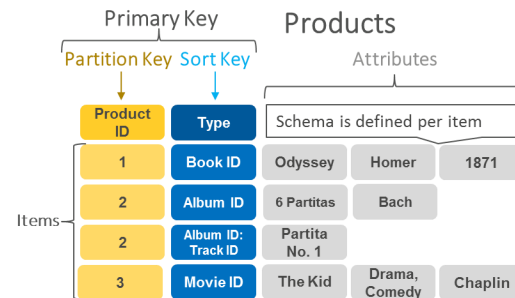 Primary Key
Products
Partition Key Sort Key
Attributes
Product ID
Type
Schema is defined per item
Items
1
Book ID
Odyssey
Homer
1871
2
Album ID
6 Partitas
Bach
2
Album ID:
Track ID
Partita
No. 1
3
Movie ID
The Kid
Drama,
Comedy
Chaplin